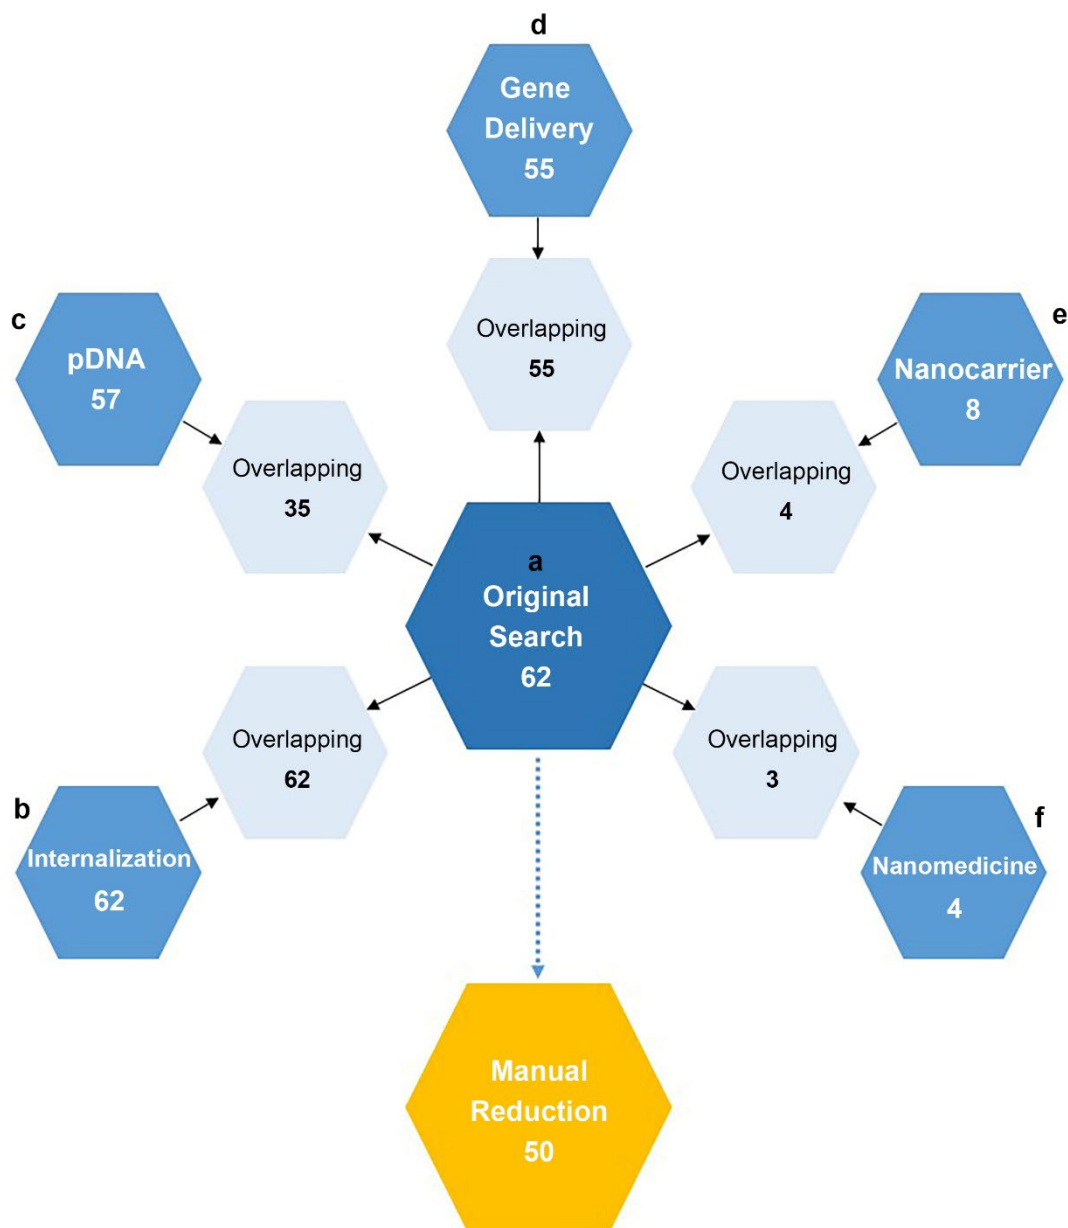 d
Gene
Delivery
55
Overlapping
55
c
pDNA
57
Overlapping
35
e
Nanocarrier
8
Overlapping
4
a
Original
Search
62
Overlapping
62
b
Internalization
62
Overlapping
3
f
Nanomedicine
4
Manual
Reduction
50